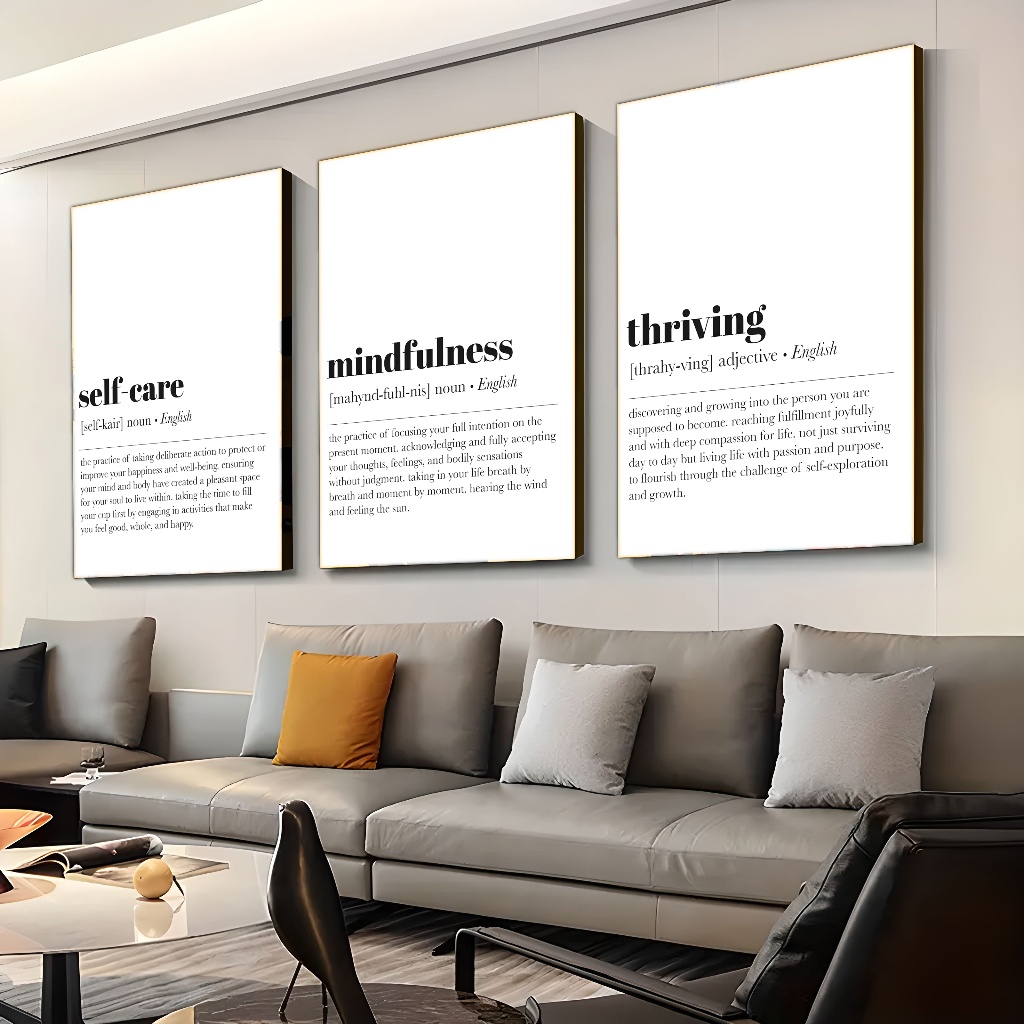 self-care
[self-kair] noun • English
the practice of taking deliberate action to protect or
improve your happiness and well-being. ensuring
your mind and body have created a pleasant space
for your soul to live within. taking the time to fill
your cup first by engaging in activities that make
you feel good, whole, and happy.
mindfulness
[mahynd-fuhl-nis] noun • English
the practice of focusing your full intention on the
present moment. acknowledging and fully accepting
your thoughts, feelings, and bodily sensations
without judgment. taking in your life breath by
breath and moment by moment. hearing the wind
and feeling the sun.
thriving
[thrahy-ving] adjective • English
discovering and growing into the person you are
supposed to become. reaching fulfillment joyfully
and with deep compassion for life. not just surviving
day to day but living life with passion and purpose.
to flourish through the challenge of self-exploration
and growth.